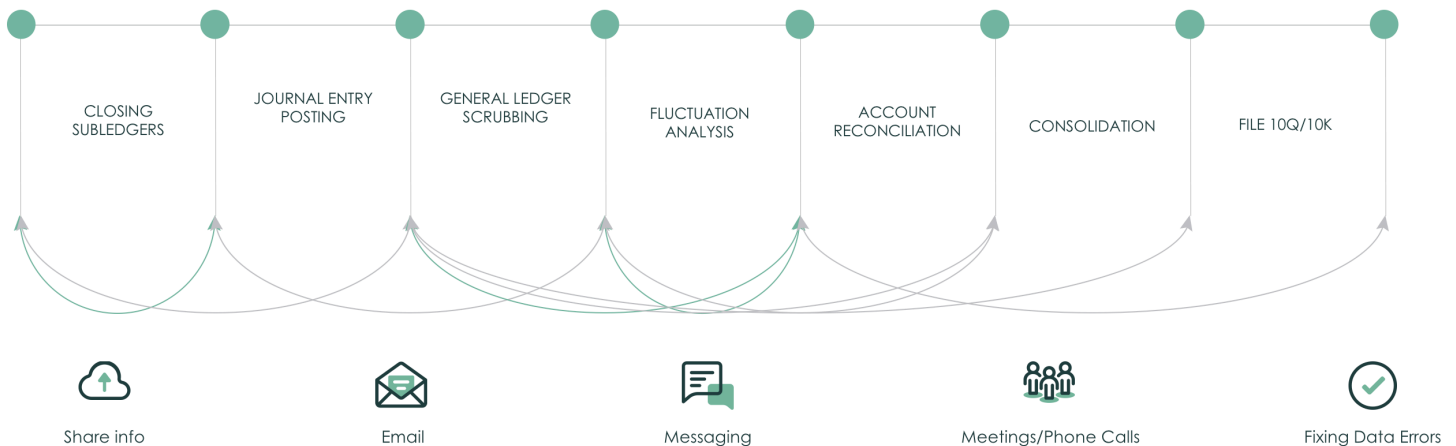 CLOSING
SUBLEDGERS
JOURNAL ENTRY
POSTING
GENERAL LEDGER
SCRUBBING
FLUCTUATION
ANALYSIS
ACCOUNT
RECONCILIATION
CONSOLIDATION
FILE 10Q/10K
Share info
Email
Messaging
Meetings/Phone Calls
Fixing Data Errors